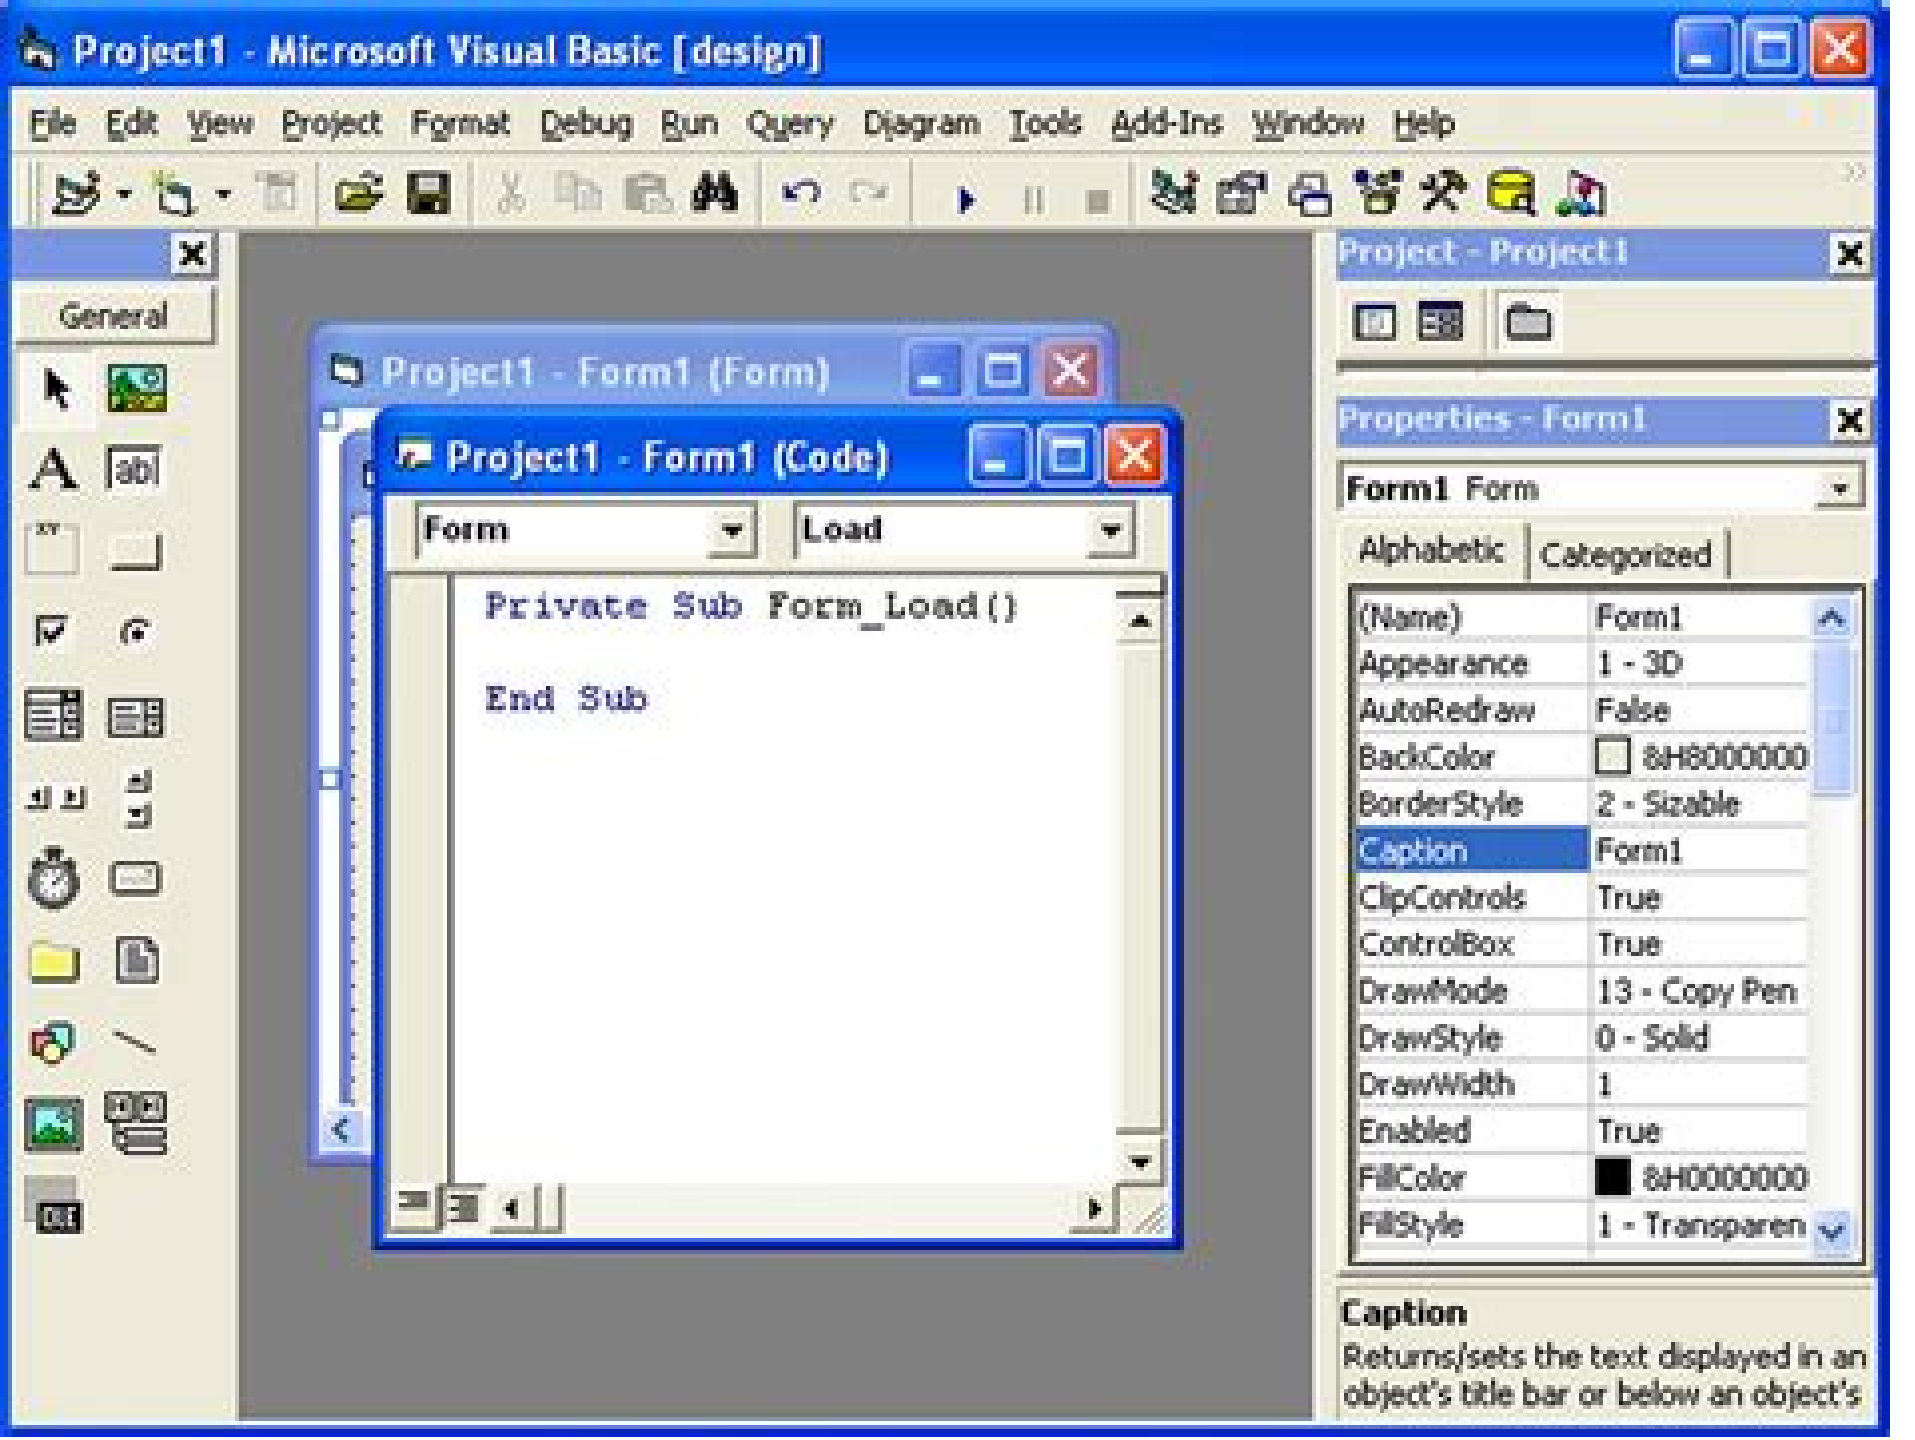 Project1 - Microsoft Visual Basic [design]
File Edit View Project Format Debug Run Query Diagram Tools Add-Ins Window Help
General
A
abl
XY
Project1 - Form1 (Form)
Project1 - Form1 (Code)
Form Load
Private Sub Form_Load()
End Sub
Project - Project1
Properties - Form1
Form1 Form
Alphabetic Categorized
(Name) Form1
Appearance 1 - 3D
AutoRedraw False
BackColor &H8000000
BorderStyle 2 - Sizable
Caption Form1
ClipControls True
ControlBox True
DrawMode 13 - Copy Pen
DrawStyle 0 - Solid
DrawWidth 1
Enabled True
FillColor &H0000000
FillStyle 1 - Transparen
Caption
Returns/sets the text displayed in an
object's title bar or below an object's